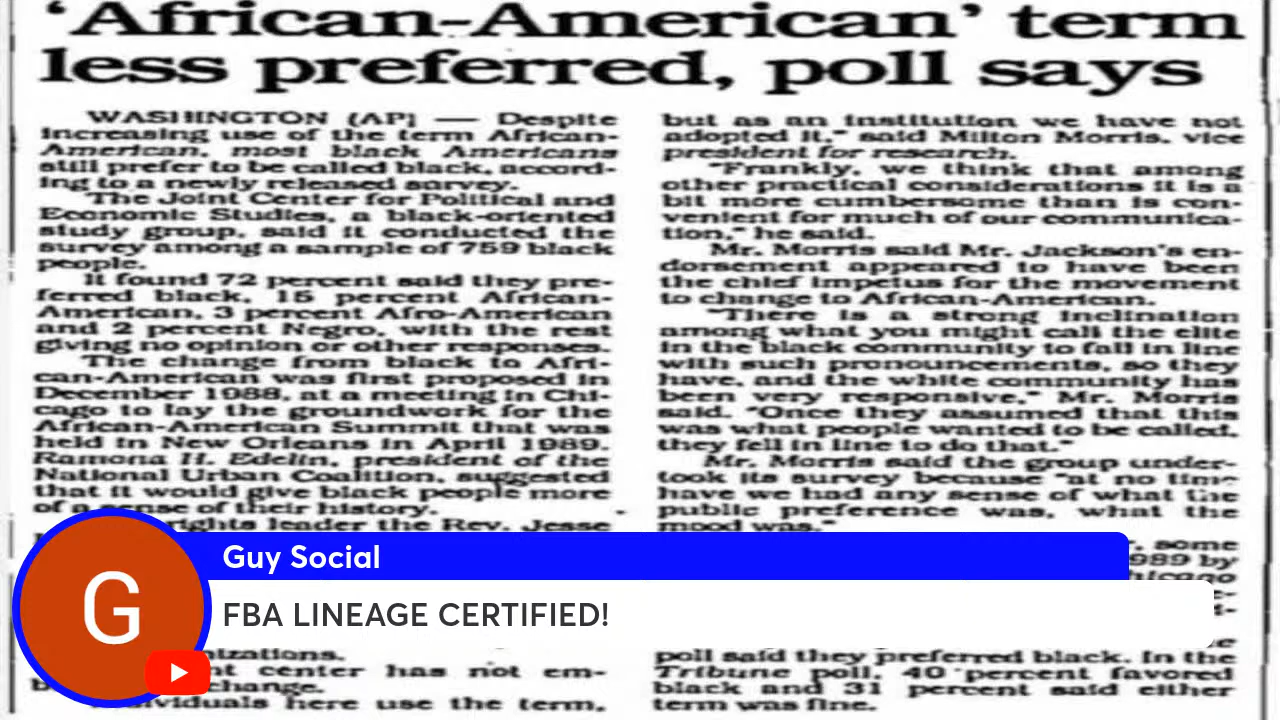 ‘African-American’ term
less preferred, poll says
WASHINGTON (AP) — Despite
increasing use of the term African-
American, most black Americans
still prefer to be called black, accord-
ing to a newly released survey.
The Joint Center for Political and
Economic Studies, a black-oriented
study group, said it conducted the
survey among a sample of 759 black
people.
It found 72 percent said they pre-
ferred black, 15 percent African-
American, 3 percent Afro-American
and 2 percent Negro, with the rest
giving no opinion or other responses.
The change from black to Afri-
can-American was first proposed in
December 1988, at a meeting in Chi-
cago to lay the groundwork for the
African-American Summit that was
held in New Orleans in April 1989.
Ramona H. Edelin, president of the
National Urban Coalition, suggested
that it would give black people more
of a sense of their history.
rights leader the Rev. Jesse
nizations.
center has not em-
change.
here use the term,
but as an institution we have not
adopted it," said Milton Morris, vice
president for research.
"Frankly, we think that among
other practical considerations it is a
bit more cumbersome than is con-
venient for much of our communica-
tion," he said.
Mr. Morris said Mr. Jackson's en-
dorsement appeared to have been
the chief impetus for the movement
to change to African-American.
"There is a strong inclination
among what you might call the elite
in the black community to fall in line
with such pronouncements, so they
have, and the white community has
been very responsive," Mr. Morris
said. "Once they assumed that this
was what people wanted to be called,
they fell in line to do that."
Mr. Morris said the group under-
took its survey because "at no time
have we had any sense of what the
public preference was, what the
mood was."
some
989 by
poll said they preferred black. In the
Tribune poll, 40 percent favored
black and 31 percent said either
term was fine.
Guy Social
FBA LINEAGE CERTIFIED!
G